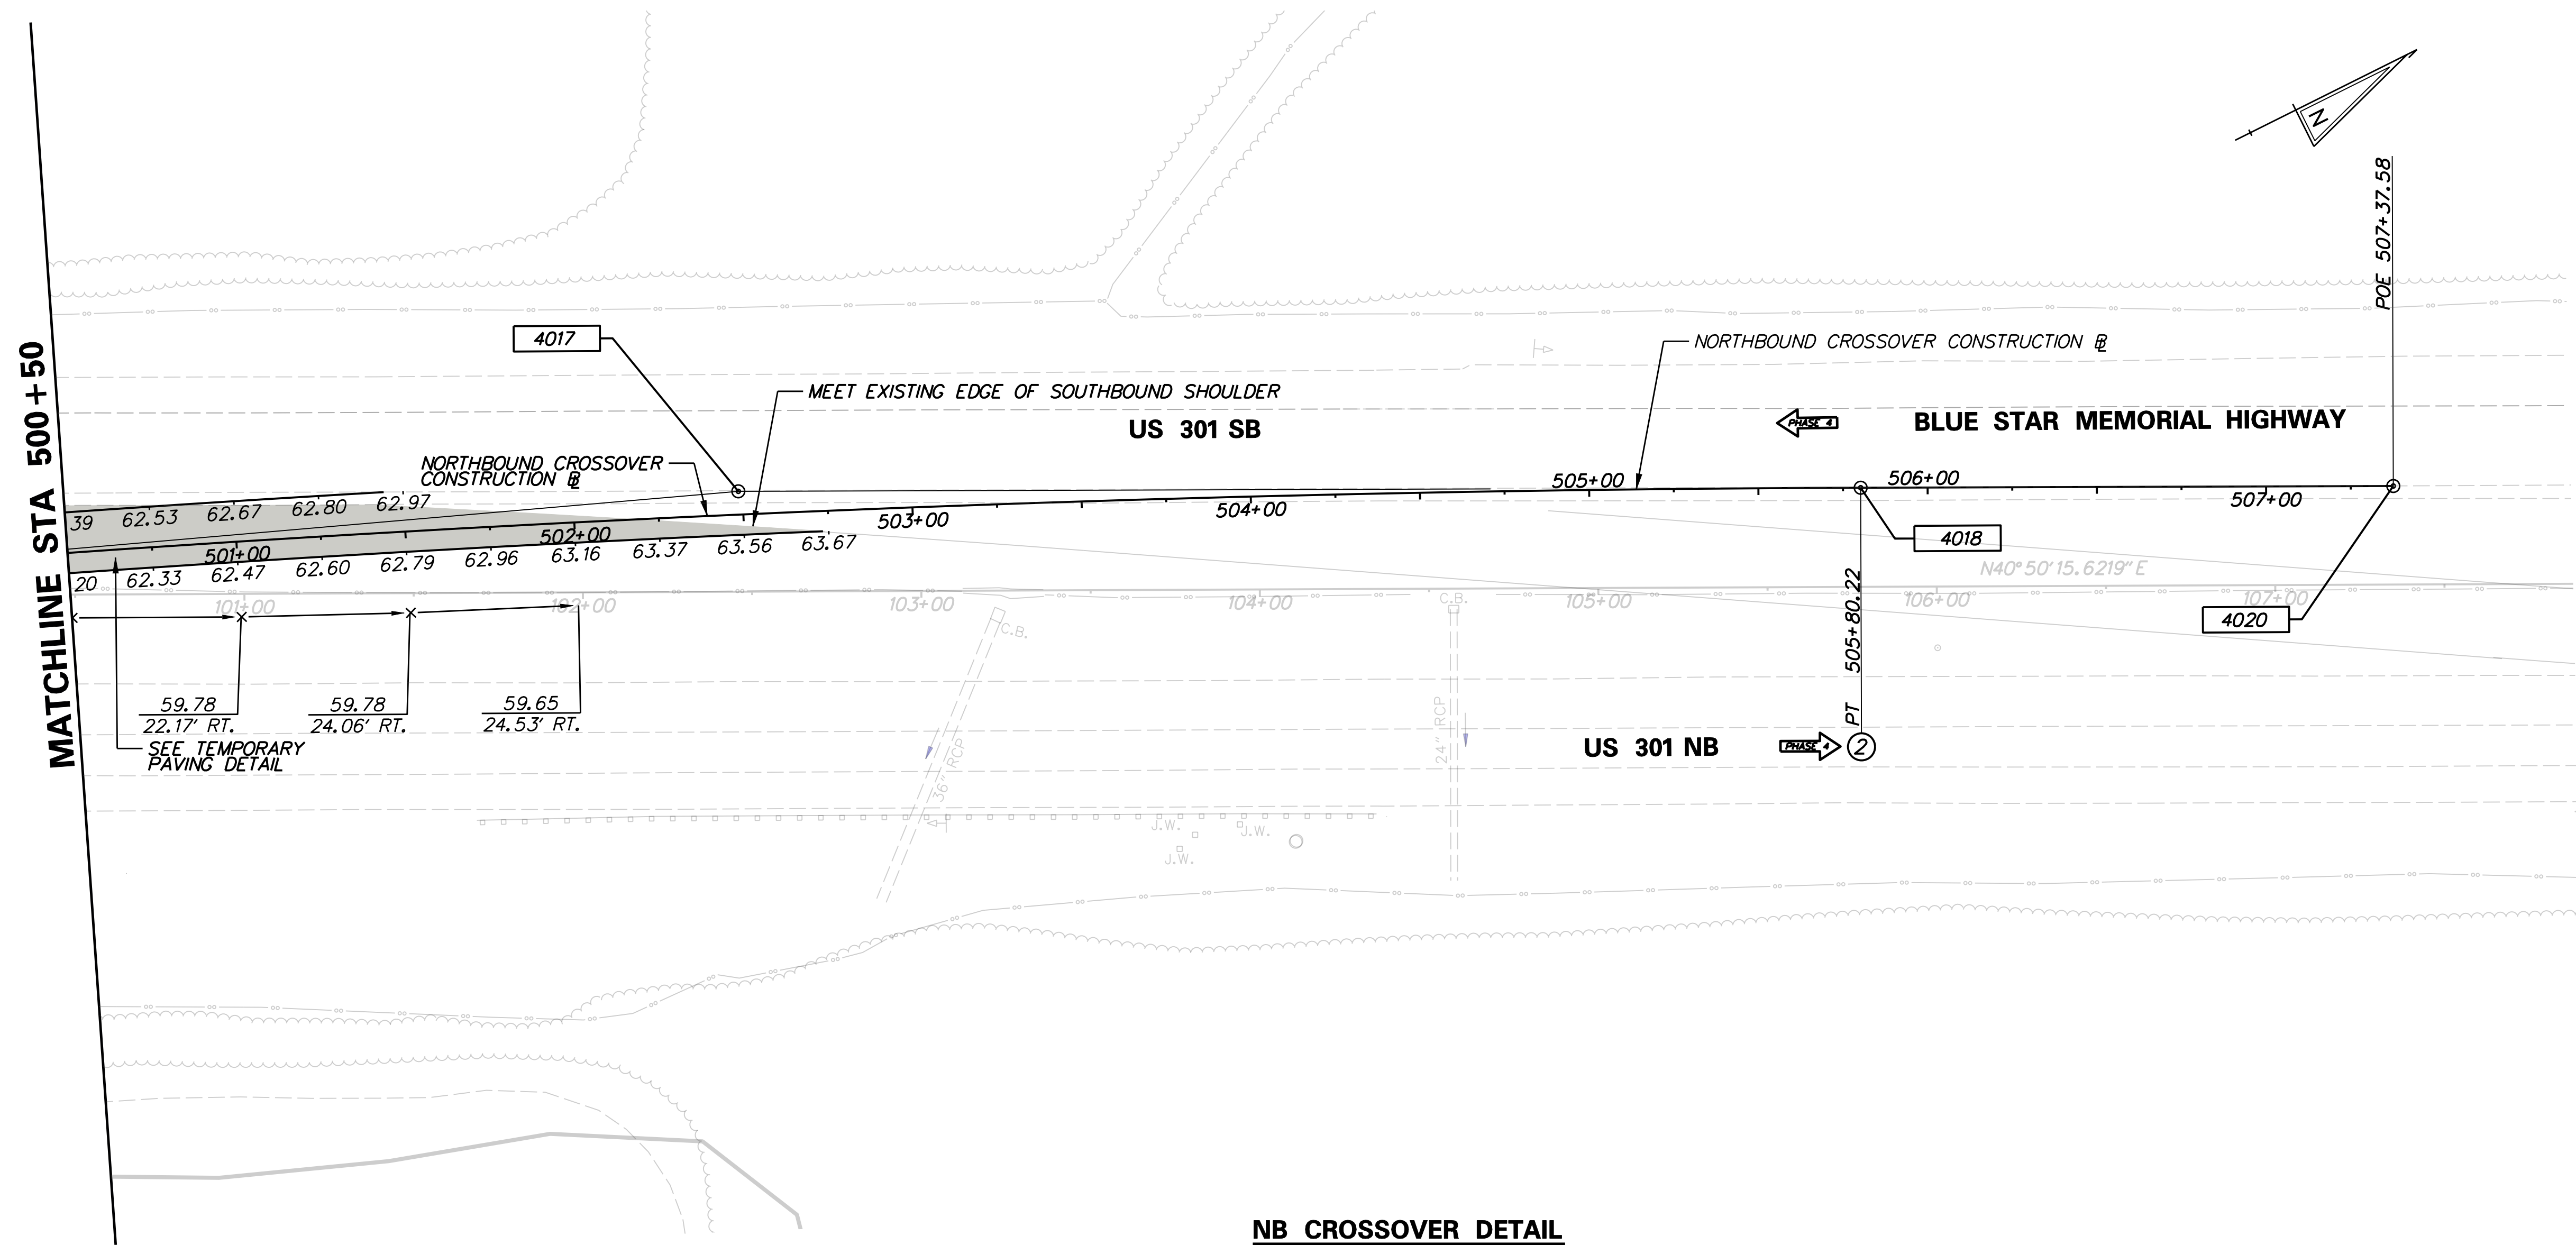 N
POE 507+37.58
MATCHLINE STA 500+50
4017
NORTHBOUND CROSSOVER CONSTRUCTION BL
MEET EXISTING EDGE OF SOUTHBOUND SHOULDER
US 301 SB
PHASE 4
BLUE STAR MEMORIAL HIGHWAY
NORTHBOUND CROSSOVER
CONSTRUCTION BL
505+00
506+00
507+00
504+00
503+00
502+00
501+00
39
62.53
62.67
62.80
62.97
20
62.33
62.47
62.60
62.79
62.96
63.16
63.37
63.56
63.67
4018
N40°50'15.6219"E
4020
101+00
102+00
103+00
104+00
105+00
106+00
107+00
C.B.
C.B.
59.78
22.17' RT.
59.78
24.06' RT.
59.65
24.53' RT.
SEE TEMPORARY
PAVING DETAIL
36" RCP
24" RCP
PT 505+80.22
US 301 NB
PHASE 4
2
J.W.
J.W.
J.W.
NB CROSSOVER DETAIL